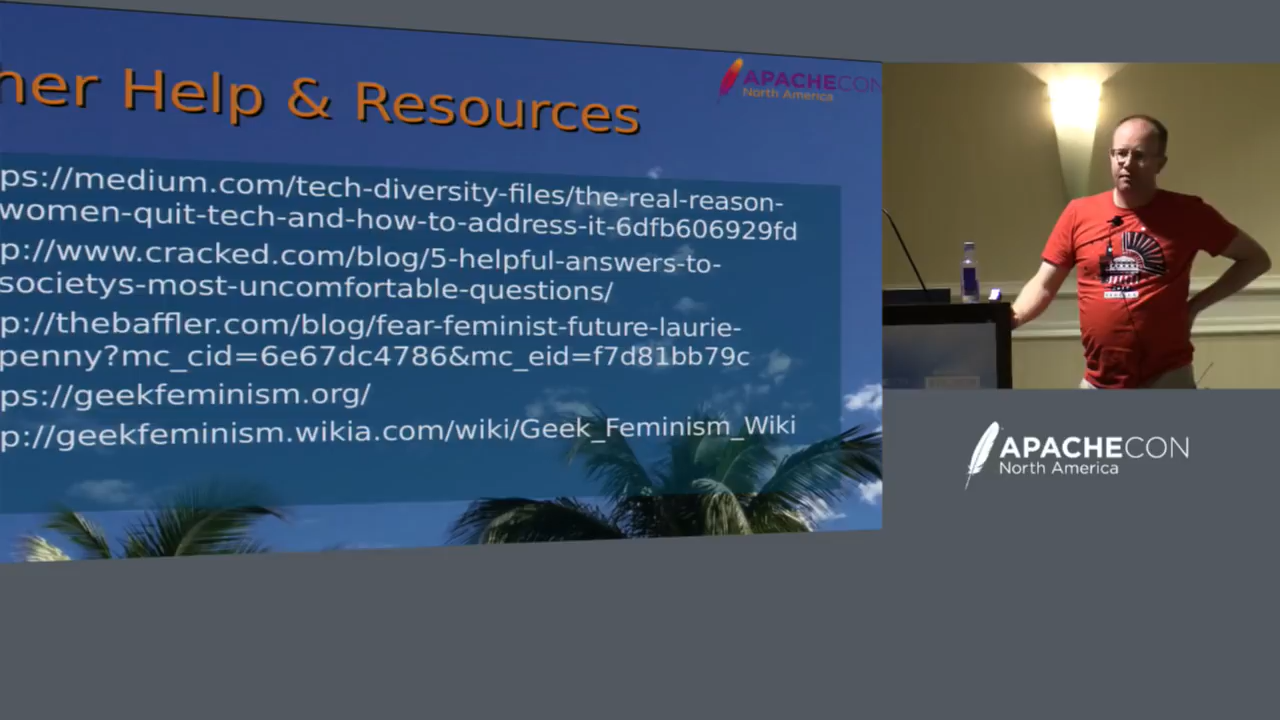 her Help & Resources
APACHECON
North America
ps://medium.com/tech-diversity-files/the-real-reason-
women-quit-tech-and-how-to-address-it-6dfb606929fd
p://www.cracked.com/blog/5-helpful-answers-to-
societys-most-uncomfortable-questions/
p://thebaffler.com/blog/fear-feminist-future-laurie-
penny?mc_cid=6e67dc4786&mc_eid=f7d81bb79c
ps://geekfeminism.org/
p://geekfeminism.wikia.com/wiki/Geek_Feminism_Wiki
APACHECON
North America